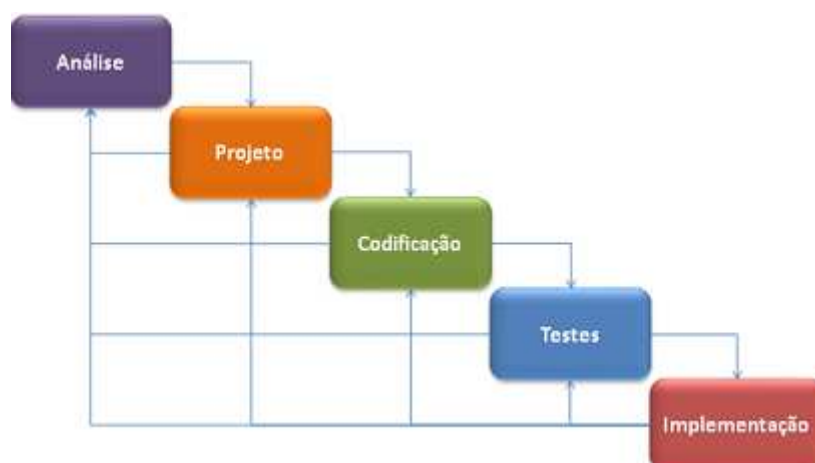 Análise
Projeto
Codificação
Testes
Implementação